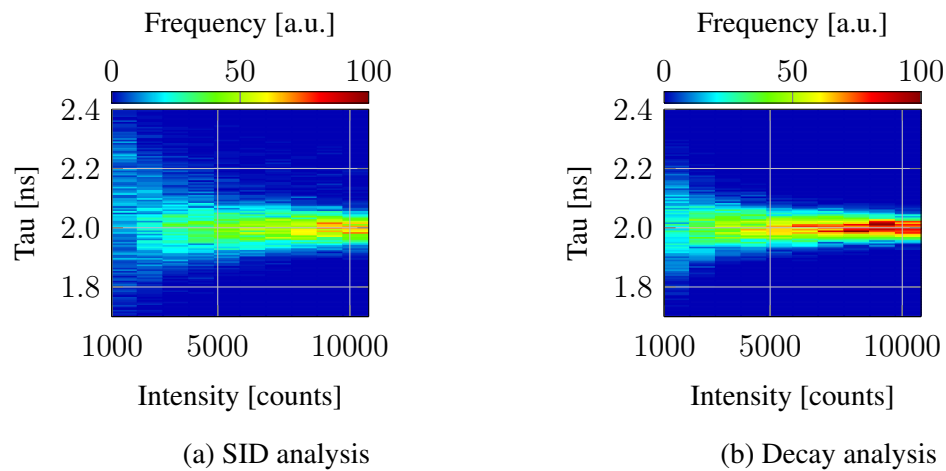 Frequency [a.u.]
0 50 100
2.4
2.2
2.0
1.8
Tau [ns]
1000 5000 10000
Intensity [counts]
(a) SID analysis
Frequency [a.u.]
0 50 100
2.4
2.2
2.0
1.8
Tau [ns]
1000 5000 10000
Intensity [counts]
(b) Decay analysis